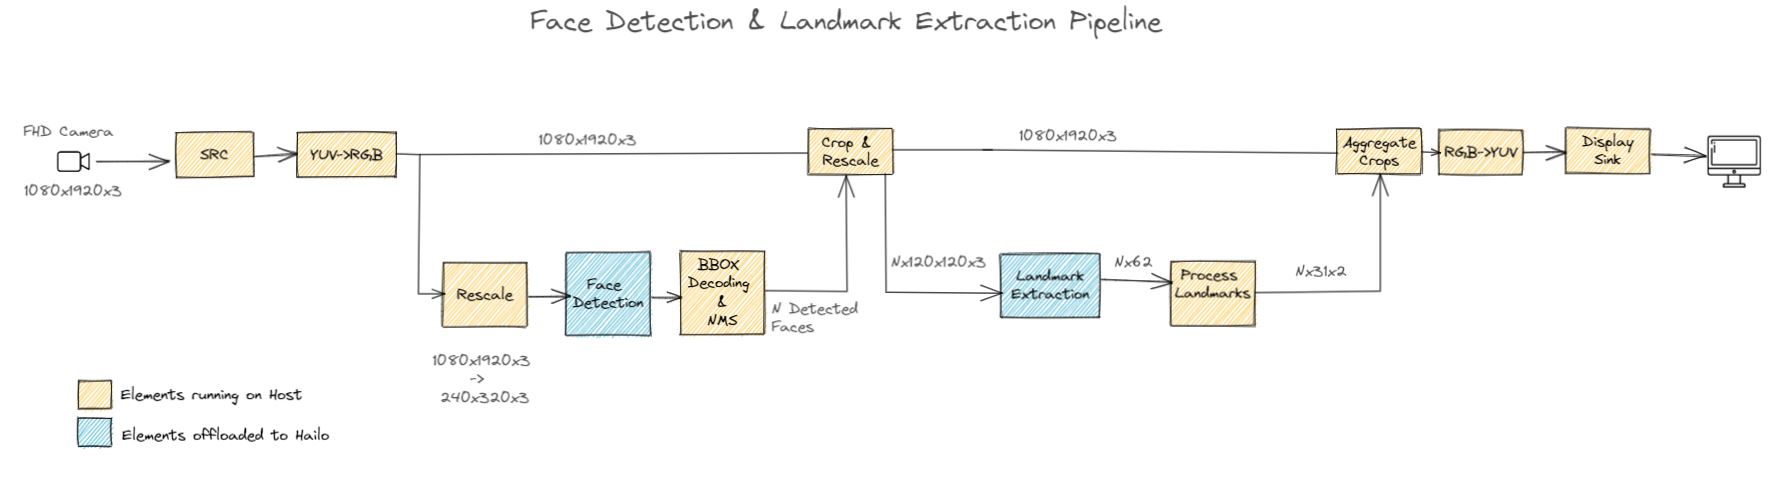 Face Detection & Landmark Extraction Pipeline
FHD Camera
1080x1920x3
SRC
YUV->RGB
1080x1920x3
Crop &
Rescale
1080x1920x3
Aggregate
Crops
RGB->YUV
Display
Sink
Rescale
1080x1920x3
->
240x320x3
Face
Detection
BBOX
Decoding
&
NMS
N Detected
Faces
Nx120x120x3
Landmark
Extraction
Nx62
Process
Landmarks
Nx31x2
Elements running on Host
Elements offloaded to Hailo